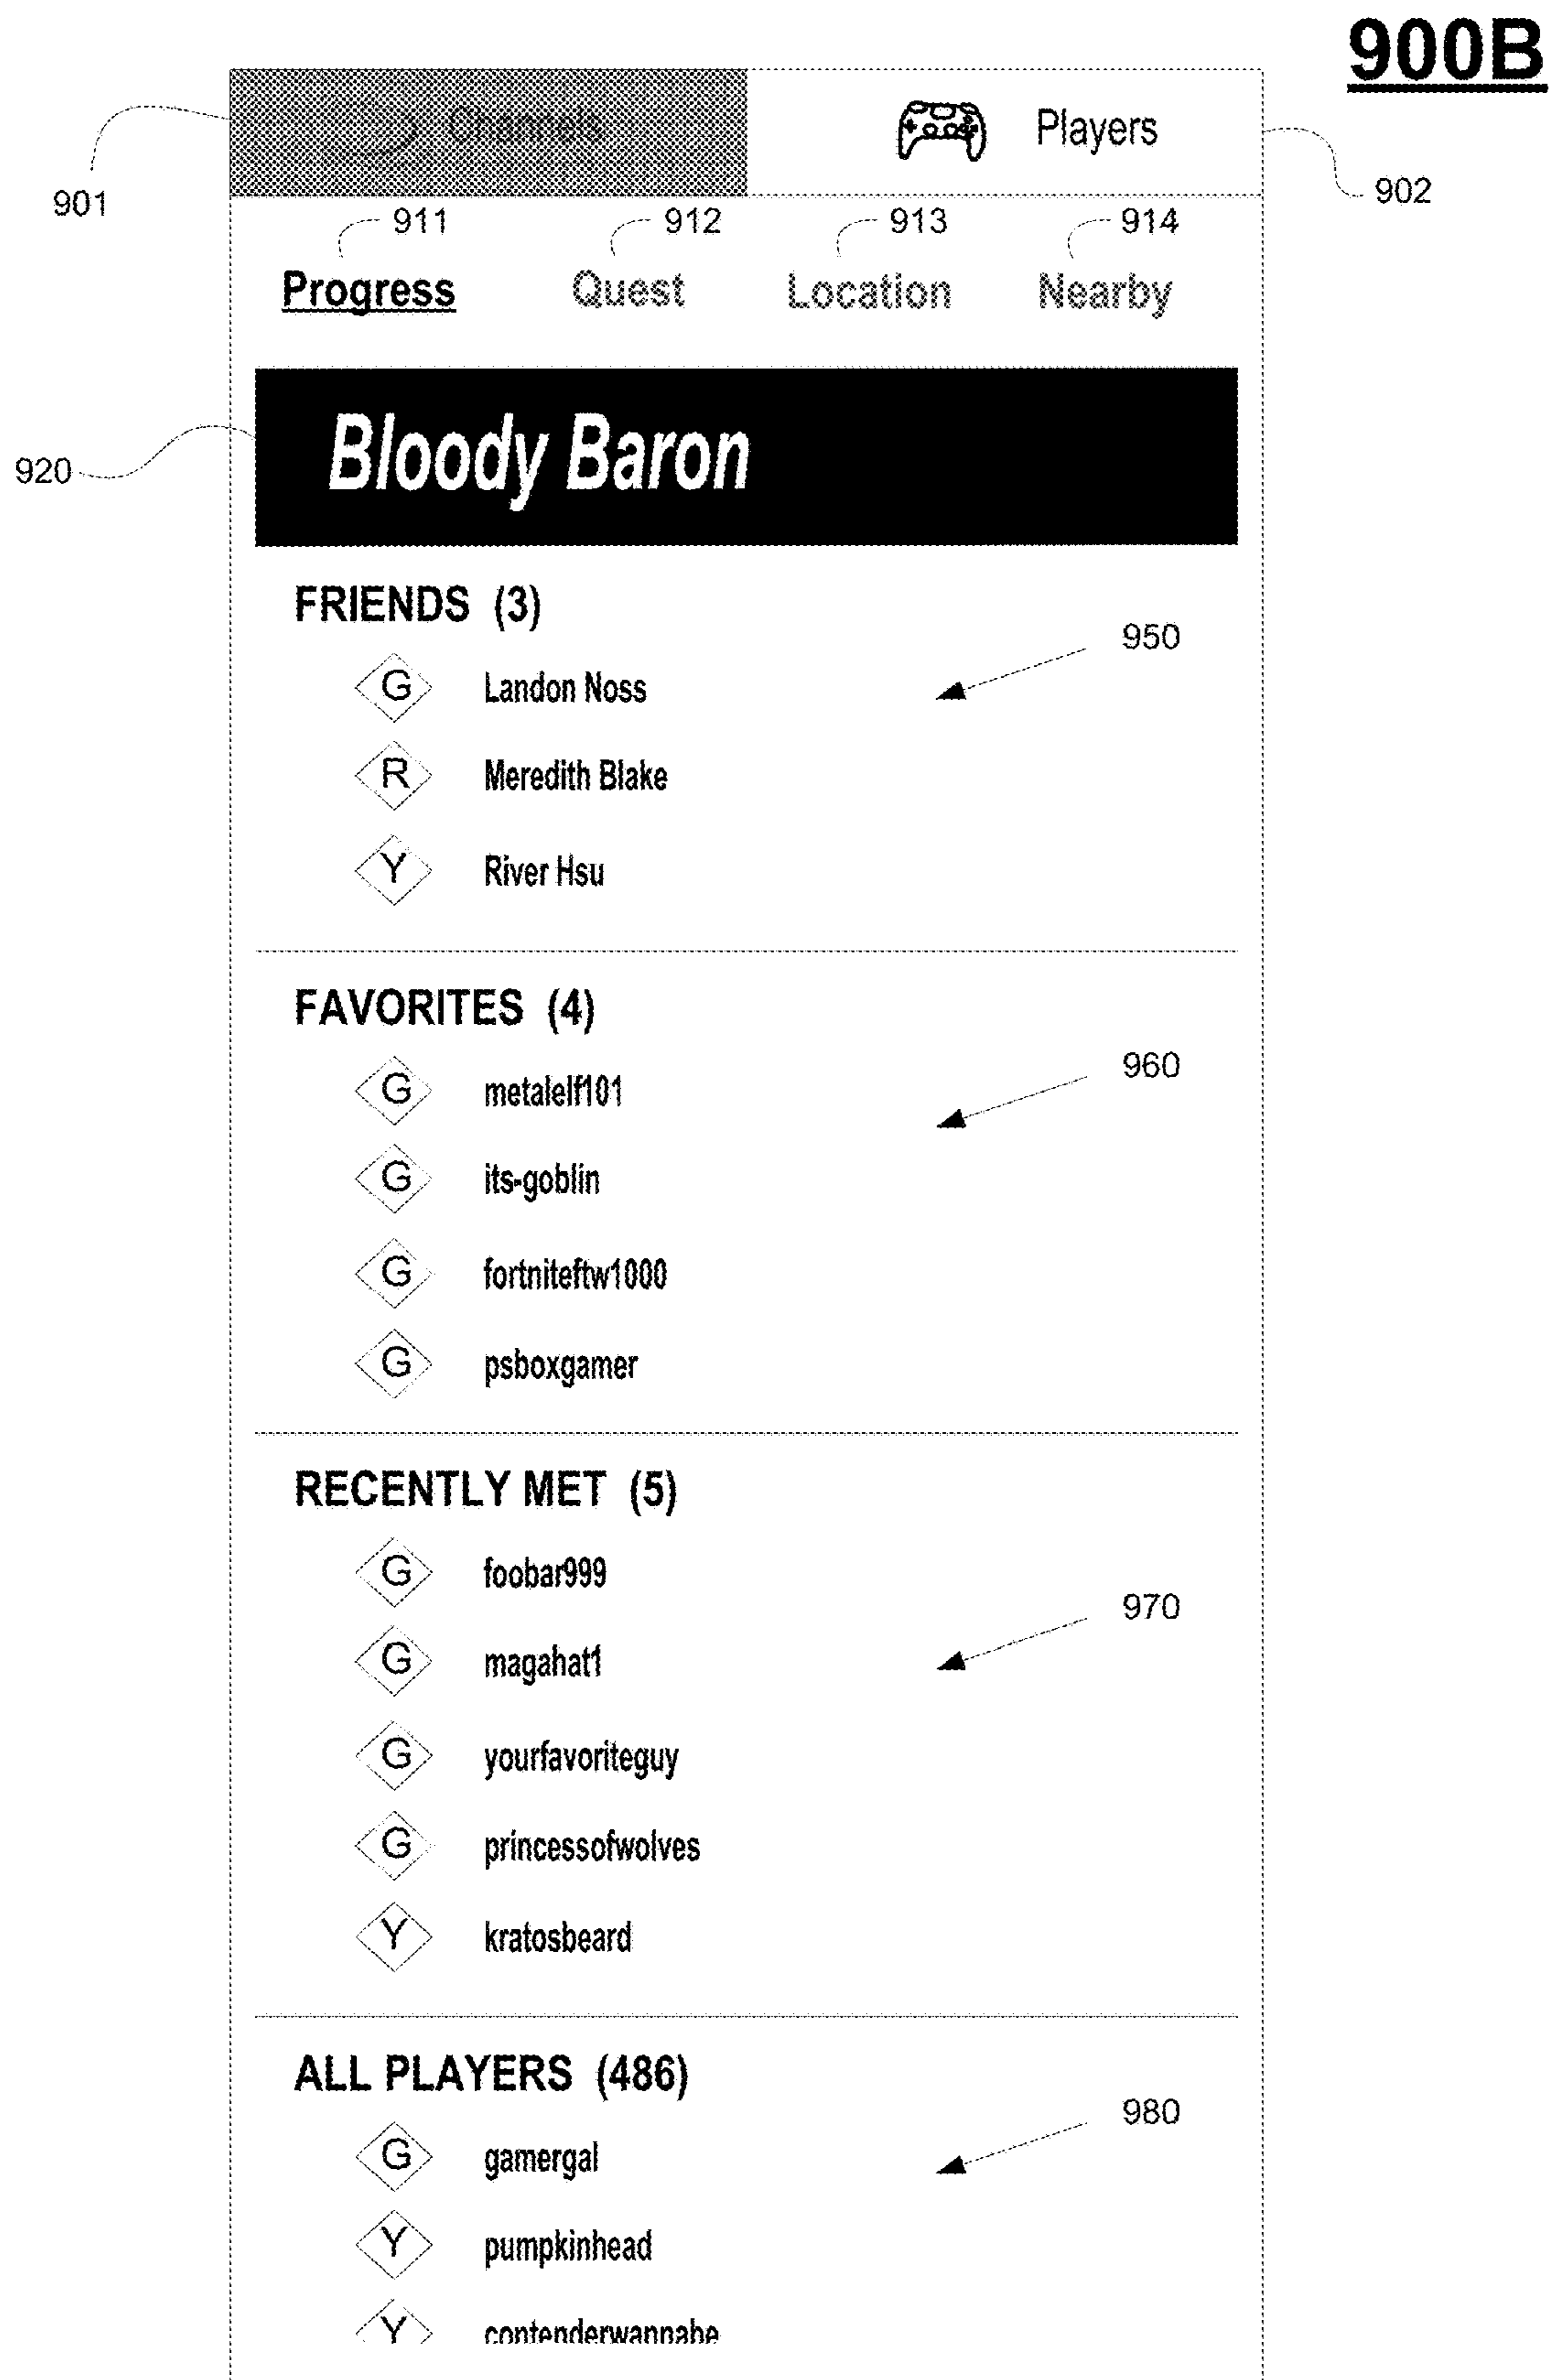 900B
Channels Players
901
902
911 912 913 914
Progress Quest Location Nearby
Bloody Baron
920
FRIENDS (3)
950
G Landon Noss
R Meredith Blake
Y River Hsu
FAVORITES (4)
960
G metalelf101
G its-goblin
G fortniteftw1000
G psboxgamer
RECENTLY MET (5)
G foobar999
970
G magahat1
G yourfavoriteguy
G princessofwolves
Y kratosbeard
ALL PLAYERS (486)
980
G gamergal
Y pumpkinhead
Y contenderwannabe